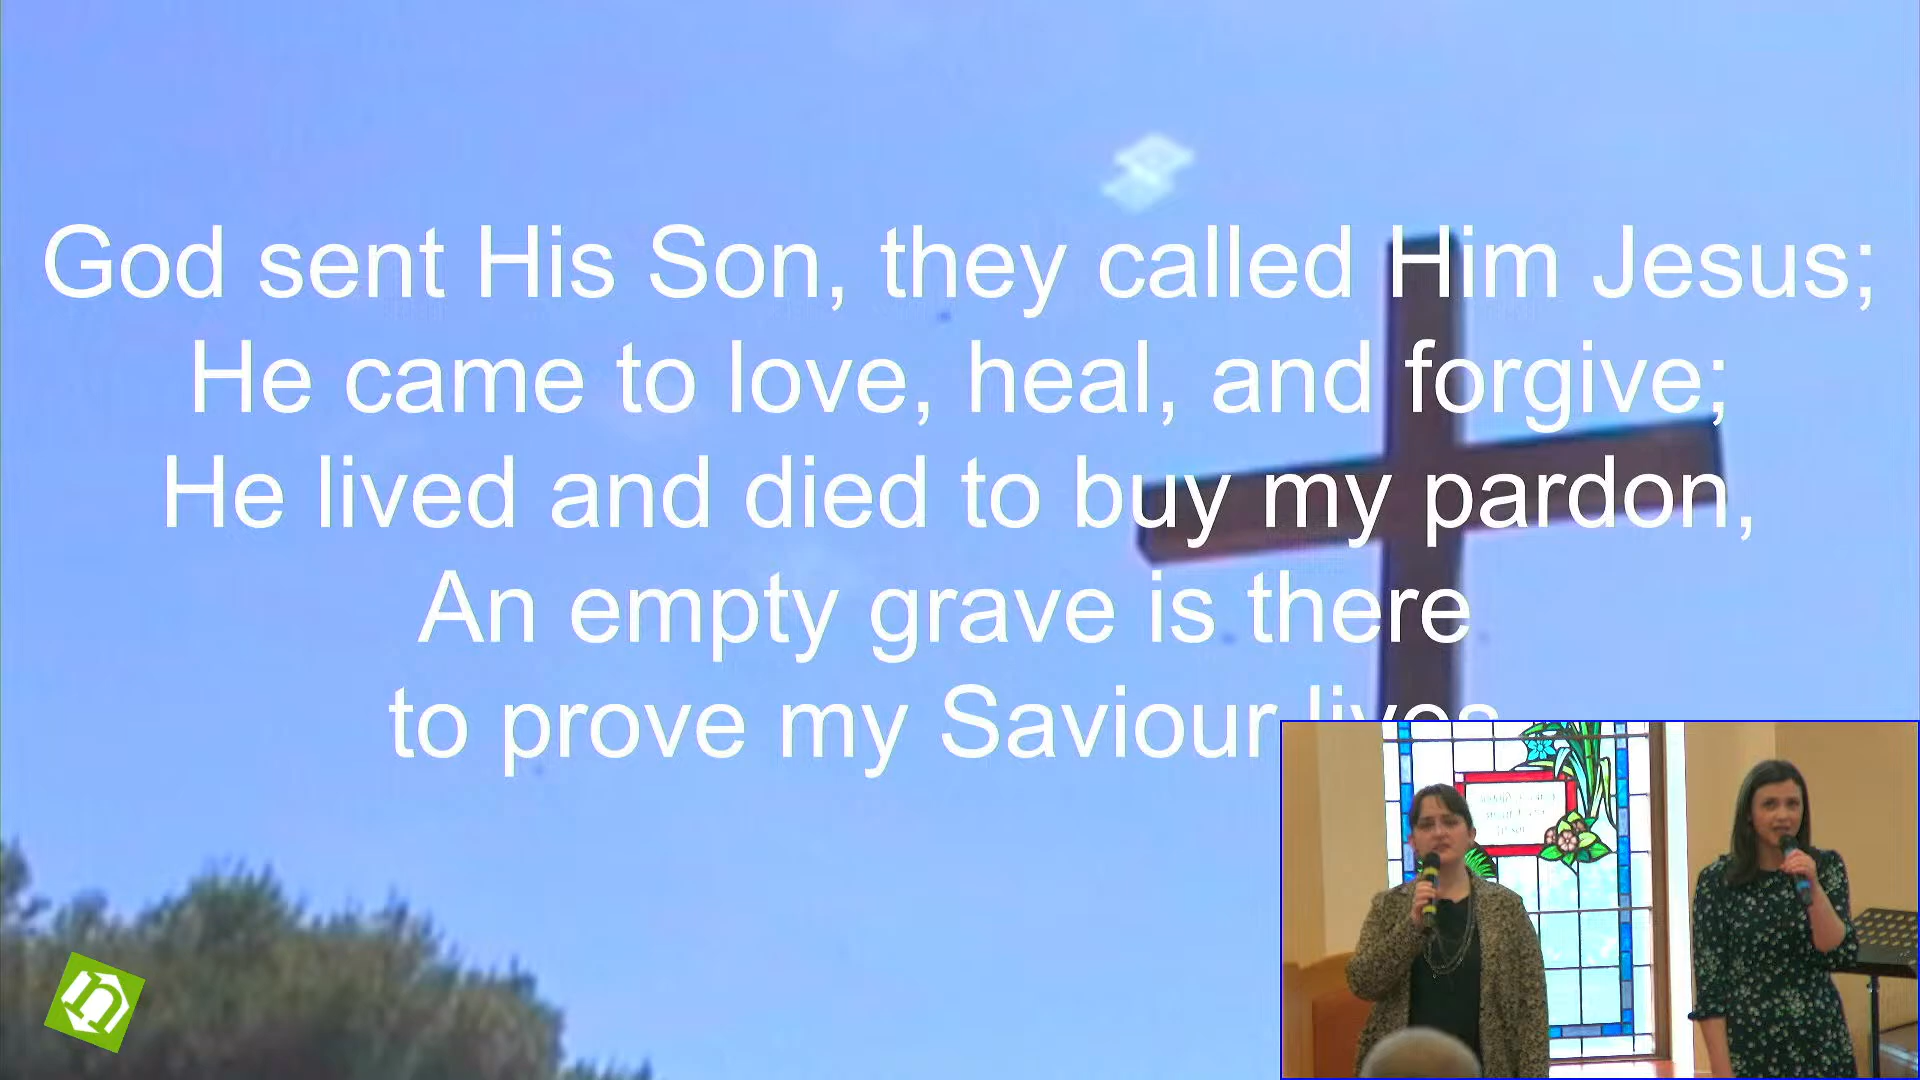 God sent His Son, they called Him Jesus;
He came to love, heal, and forgive;
He lived and died to buy my pardon,
An empty grave is there
to prove my Saviour lives